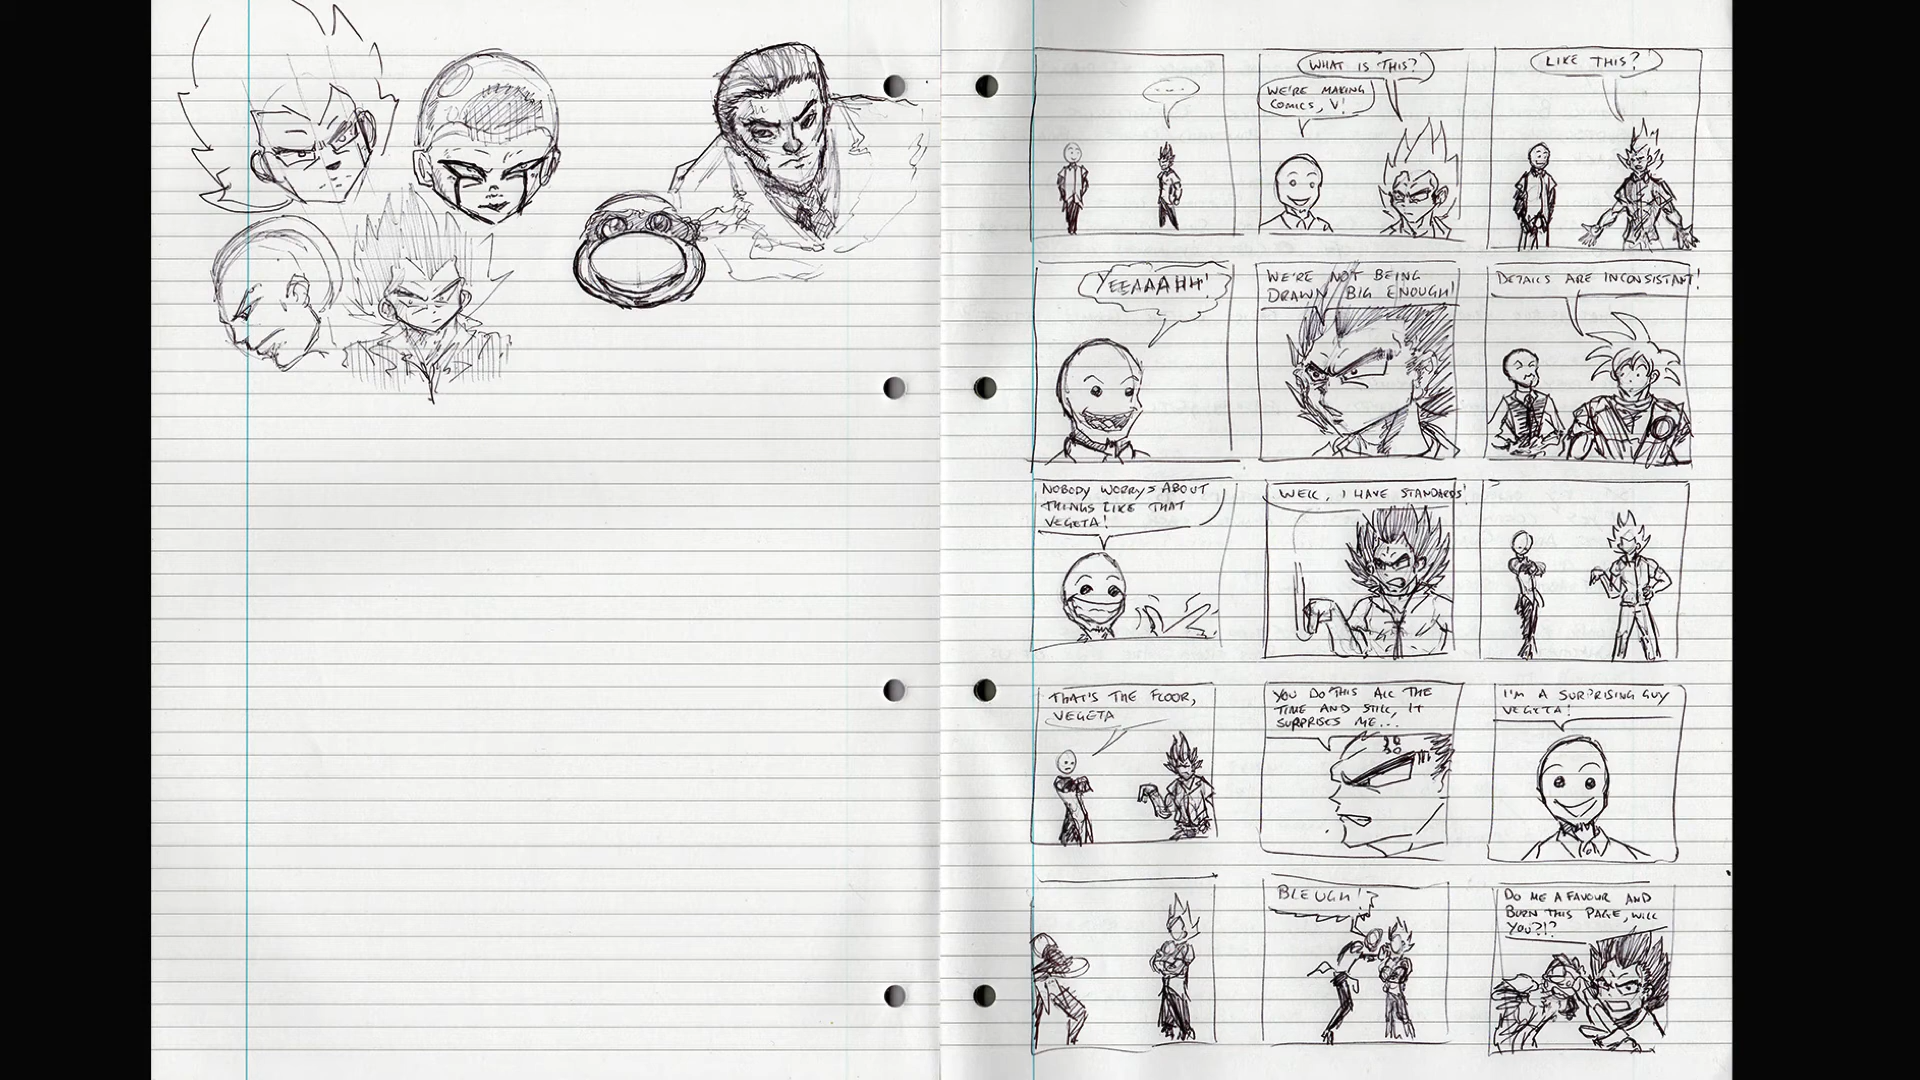 ....
WHAT IS THIS?
WE'RE MAKING
COMICS, V!
LIKE THIS?
YEEAAAHH!
WE'RE NOT BEING
DRAWN BIG ENOUGH!
DETAILS ARE INCONSISTANT!
NOBODY WORRYS ABOUT
THINGS LIKE THAT
VEGETA!
WELL, I HAVE STANDARDS!
THAT'S THE FLOOR,
VEGETA
YOU DO THIS ALL THE
TIME AND STILL, IT
SURPRISES ME...
I'M A SURPRISING GUY
VEGETA!
BLEUGH!
DO ME A FAVOUR AND
BURN THIS PAGE, WILL
YOU?!?